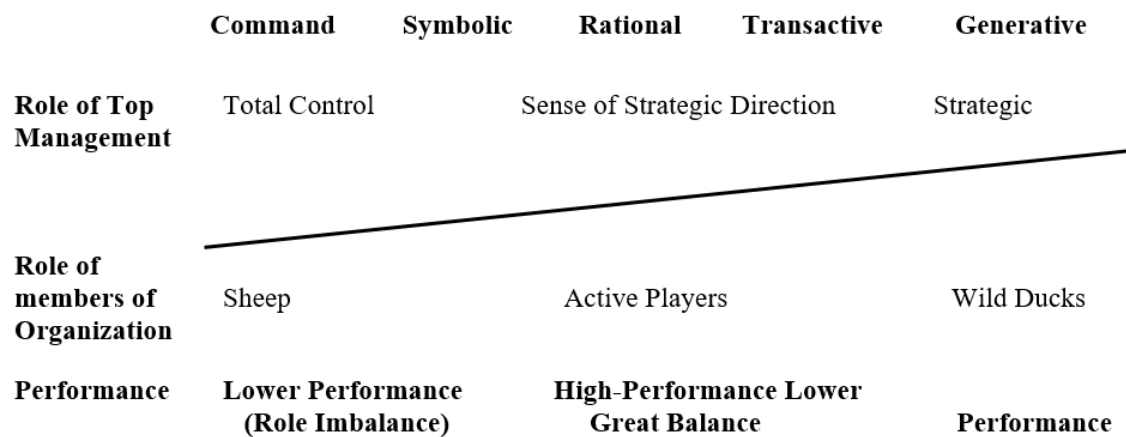 Command Symbolic Rational Transactive Generative
Role of Top Total Control Sense of Strategic Direction Strategic
Management
Role of
members of Sheep Active Players Wild Ducks
Organization
Performance Lower Performance High-Performance Lower
(Role Imbalance) Great Balance Performance